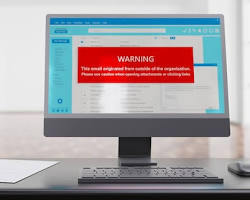 WARNING
This email originated from outside of the organization.
Please use caution when opening attachments or clicking links